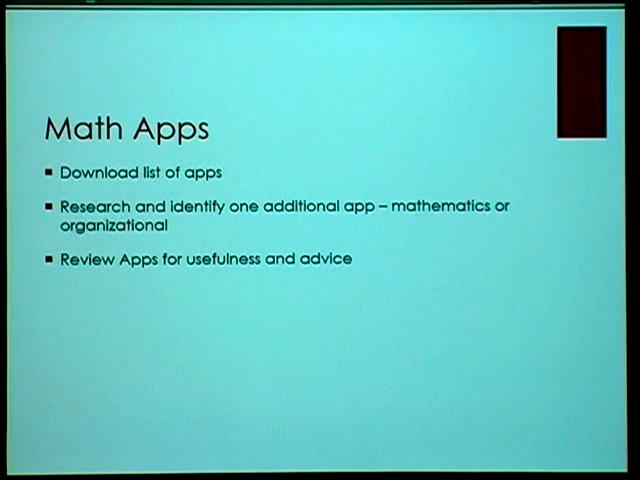 Math Apps
Download list of apps
Research and identify one additional app – mathematics or
organizational
Review Apps for usefulness and advice